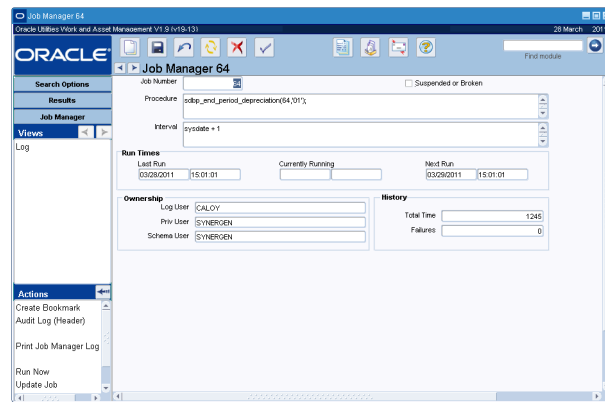 Job Manager 64
Oracle Utilities Work and Asset Management V1.9 (v19-13)
28 March 201
ORACLE
Find module
Job Manager 64
Search Options
Results
Job Manager
Views
Log
Job Number 64
Suspended or Broken
Procedure sdbp_end_period_depreciation(64,'01');
Interval sysdate + 1
Run Times
Last Run Currently Running Next Run
03/28/2011 15:01:01 03/29/2011 15:01:01
Ownership
Log User CALOY
Priv User SYNERGEN
Schema User SYNERGEN
History
Total Time 1245
Failures 0
Actions
Create Bookmark
Audit Log (Header)
Print Job Manager Log
Run Now
Update Job